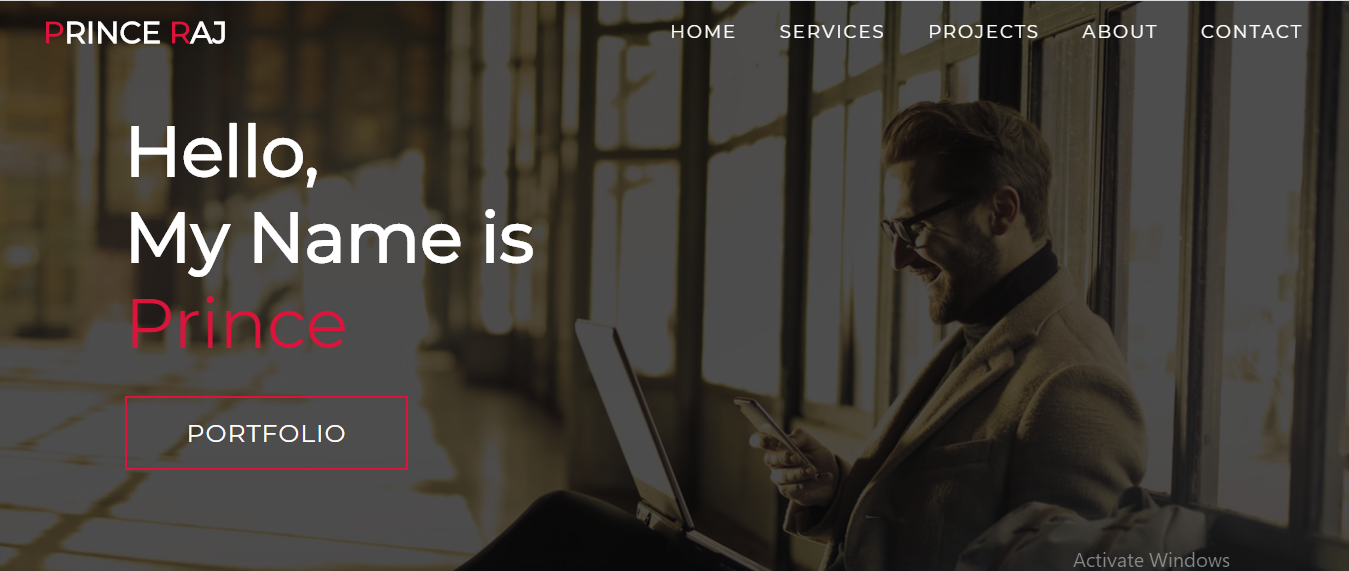 PRINCE RAJ
HOME SERVICES PROJECTS ABOUT CONTACT
Hello,
My Name is
Prince
PORTFOLIO
Activate Windows